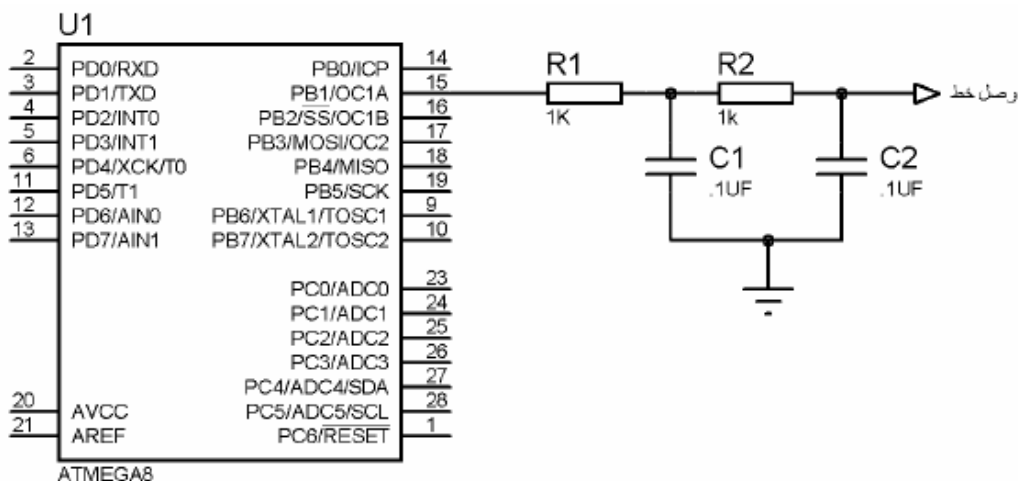 U1
2 PD0/RXD PB0/ICP 14
3 PD1/TXD PB1/OC1A 15
4 PD2/INT0 PB2/SS/OC1B 16
5 PD3/INT1 PB3/MOSI/OC2 17
6 PD4/XCK/T0 PB4/MISO 18
11 PD5/T1 PB5/SCK 19
12 PD6/AIN0 PB6/XTAL1/TOSC1 9
13 PD7/AIN1 PB7/XTAL2/TOSC2 10
PC0/ADC0 23
PC1/ADC1 24
PC2/ADC2 25
PC3/ADC3 26
PC4/ADC4/SDA 27
20 AVCC PC5/ADC5/SCL 28
21 AREF PC6/RESET 1
ATMEGA8
R1
1K
R2
1k
وصل خط
C1
.1UF
C2
.1UF